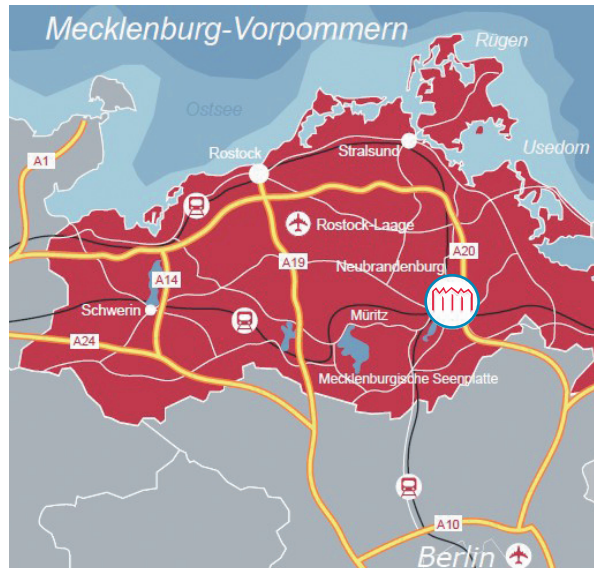 Mecklenburg-Vorpommern
Rügen
Ostsee
A1
Rostock
Stralsund
Usedom
Rostock-Laage
A20
A19
Neubrandenburg
A14
Schwerin
Müritz
A24
Mecklenburgische Seenplatte
A10
Berlin